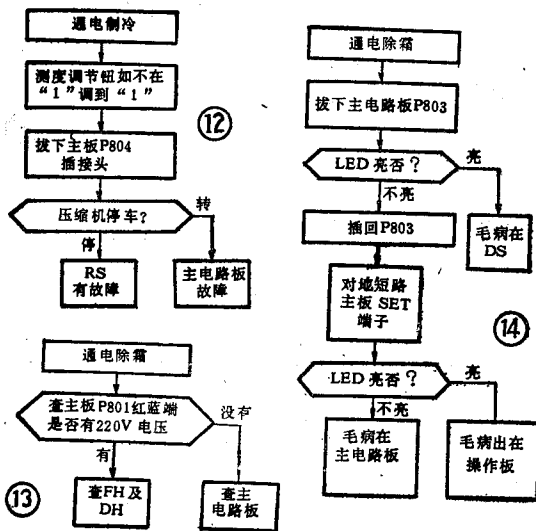 通电制冷
测度调节钮如不在
“1”调到“1”
⑫
拔下主板P804
插接头
压缩机停车?
转
停
RS
有故障
主电路板
故障
通电除霜
查主板P801红蓝端
是否有220V电压
没有
有
⑬
查FH及
DH
查主
电路板
通电除霜
拔下主电路板P803
LED亮否?
亮
不亮
插回P803
毛病在
DS
对地短路
主板SET
端子
⑭
LED亮否?
亮
不亮
毛病在
主电路板
毛病出在
操作板